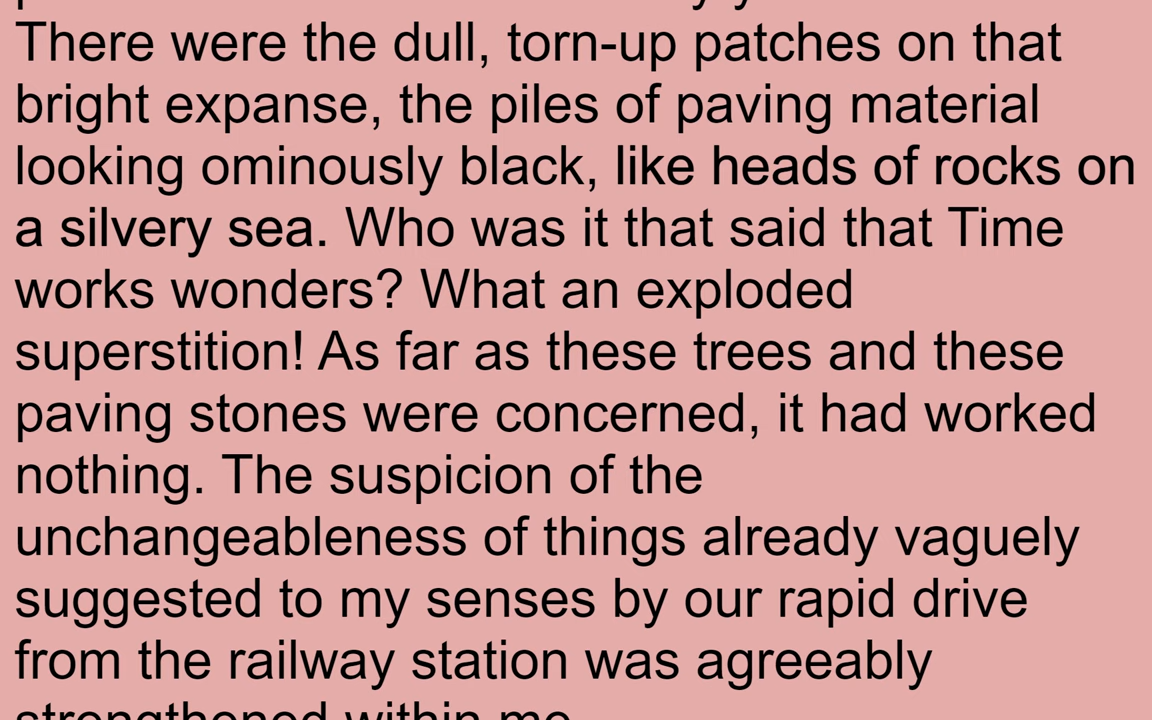 There were the dull, torn-up patches on that
bright expanse, the piles of paving material
looking ominously black, like heads of rocks on
a silvery sea. Who was it that said that Time
works wonders? What an exploded
superstition! As far as these trees and these
paving stones were concerned, it had worked
nothing. The suspicion of the
unchangeableness of things already vaguely
suggested to my senses by our rapid drive
from the railway station was agreeably
strengthened within me.